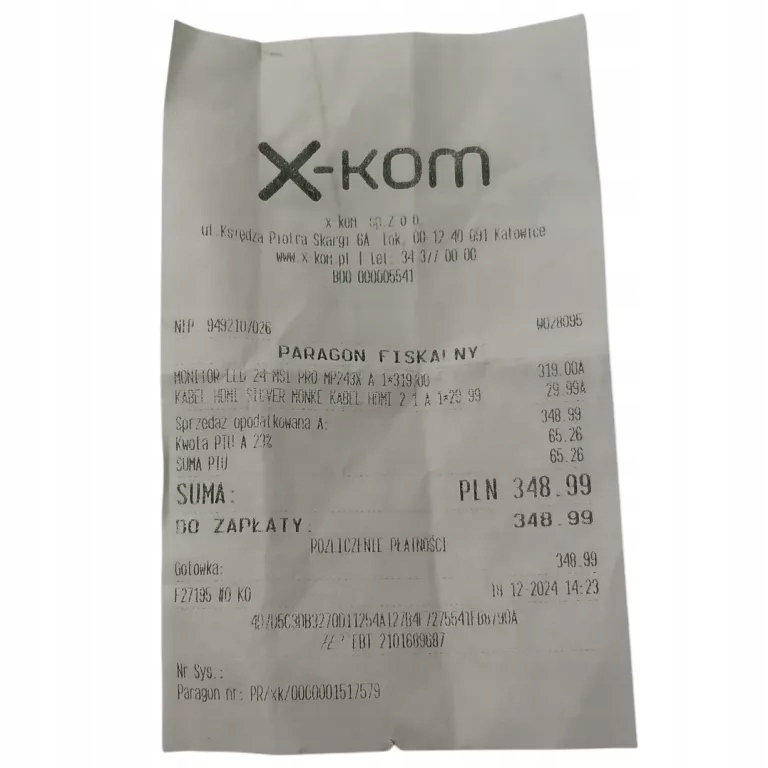 x-kom
x-kom sp.z o.o.
ul.Księdza Piotra Skargi 6A lok. 00-12 40-091 Katowice
www.x-kom.pl | tel: 34 377 00 00
BDO 000005541
NIP 9492107026 W028095
PARAGON FISKALNY
MONITOR LED 24 MSI PRO MP243X A 1*319.00 319.00A
KABEL HDMI SILVER MONKE KABEL HDMI 2.1 A 1*29.99 29.99A
Sprzedaż opodatkowana A: 348.99
Kwota PTU A 23% 65.26
SUMA PTU 65.26
SUMA: PLN 348.99
DO ZAPŁATY: 348.99
ROZLICZENIE PŁATNOŚCI
Gotówka: 348.99
F27195 #0 KO 12-2024 14:23
EBT 2101689687
Nr Sys.:
Paragon nr: PR/xk/0000001517579